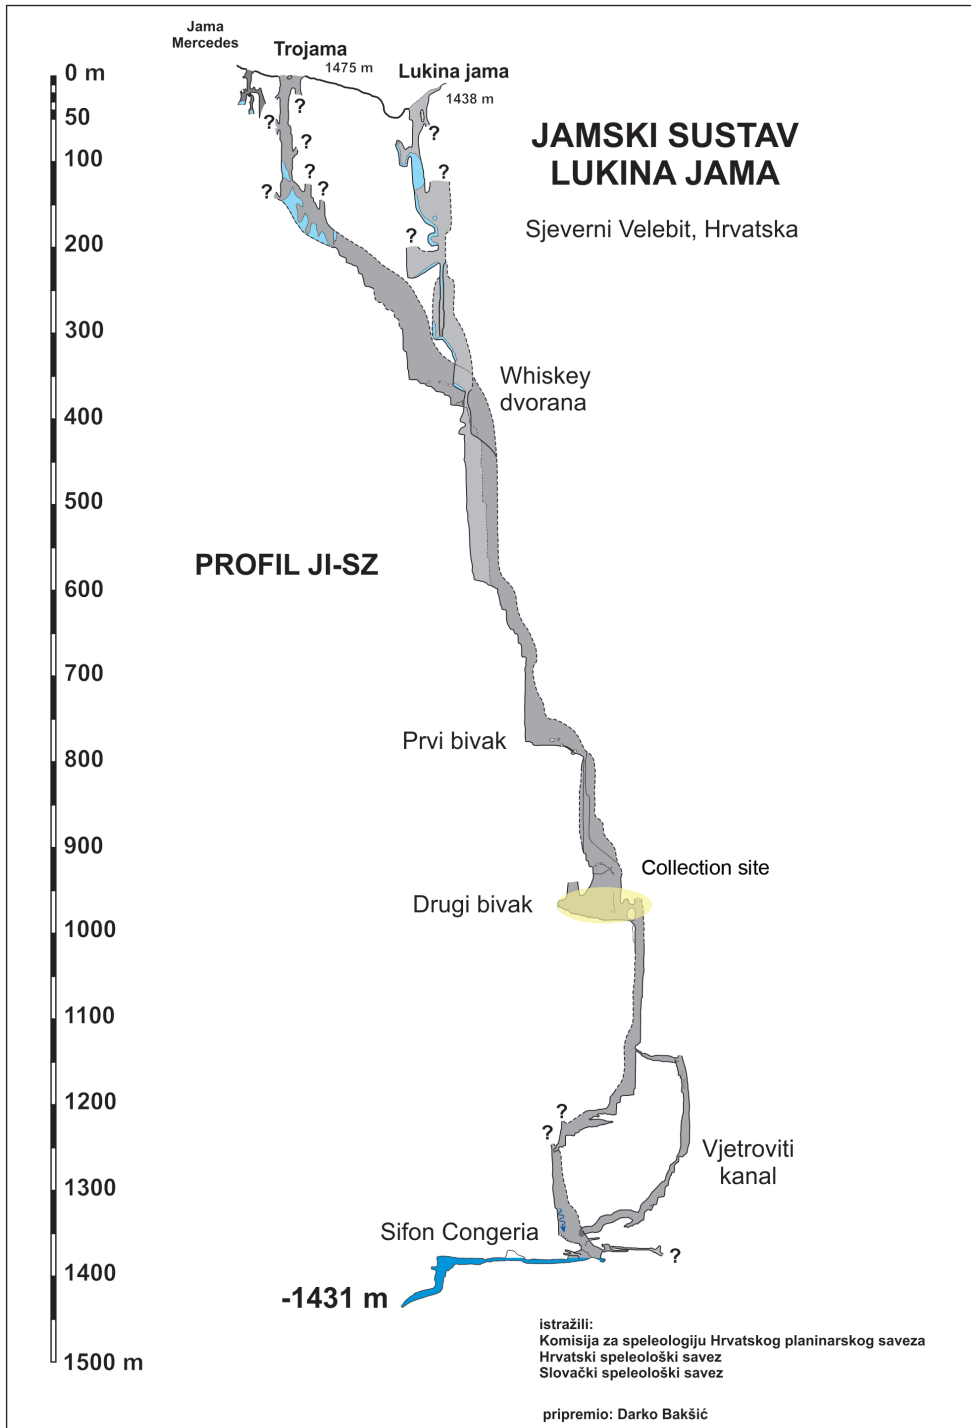 Jama
Mercedes
Trojama
1475 m
Lukina jama
1438 m
JAMSKI SUSTAV
LUKINA JAMA
Sjeverni Velebit, Hrvatska
0 m
50
100
200
300
400
500
600
700
800
900
1000
1100
1200
1300
1400
1500 m
?
?
?
?
?
?
?
?
?
Whiskey
dvorana
PROFIL JI-SZ
Prvi bivak
Collection site
Drugi bivak
?
?
Vjetroviti
kanal
Sifon Congeria
?
-1431 m
istražili:
Komisija za speleologiju Hrvatskog planinarskog saveza
Hrvatski speleološki savez
Slovački speleološki savez
pripremio: Darko Bakšić